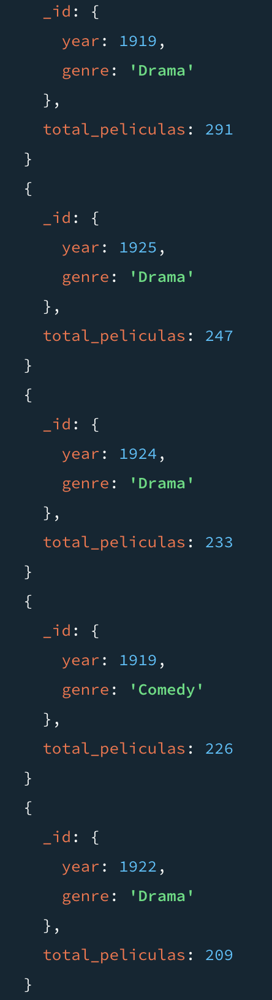 _id: {
year: 1919,
genre: 'Drama'
},
total_peliculas: 291
}
{
_id: {
year: 1925,
genre: 'Drama'
},
total_peliculas: 247
}
{
_id: {
year: 1924,
genre: 'Drama'
},
total_peliculas: 233
}
{
_id: {
year: 1919,
genre: 'Comedy'
},
total_peliculas: 226
}
{
_id: {
year: 1922,
genre: 'Drama'
},
total_peliculas: 209
}